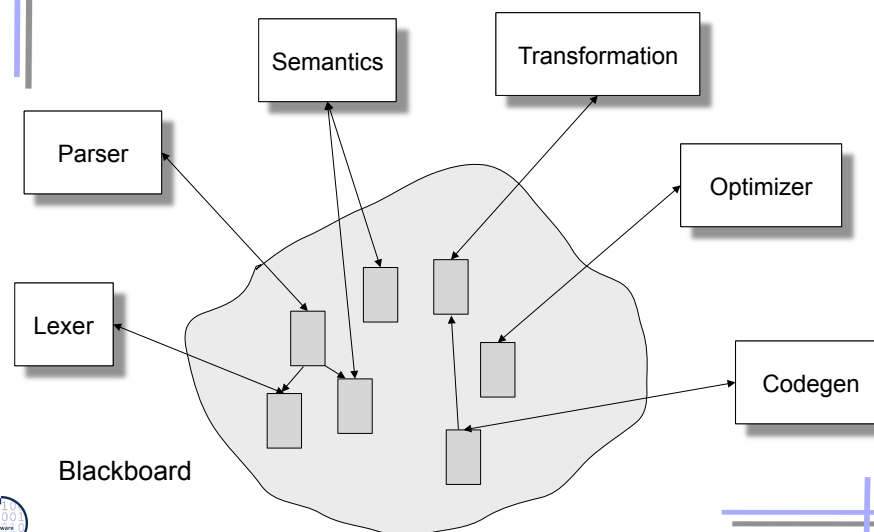 Semantics
Transformation
Parser
Optimizer
Lexer
Codegen
Blackboard